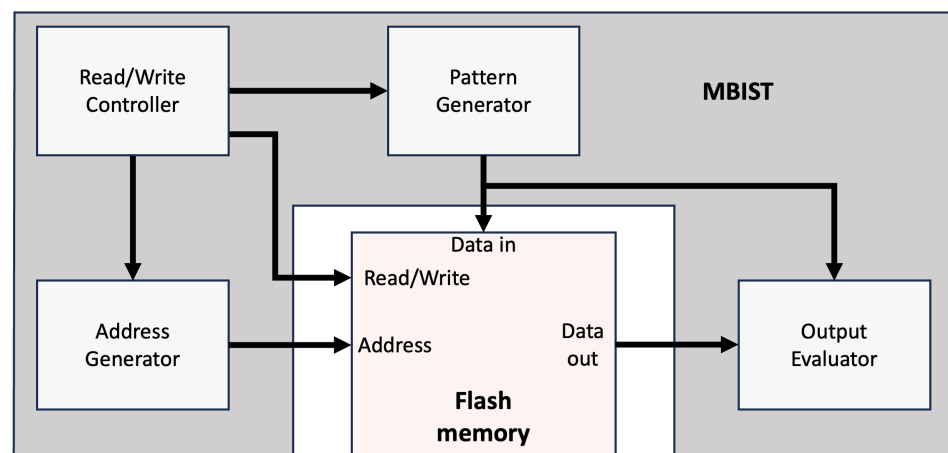 Read/Write
Controller
Pattern
Generator
MBIST
Data in
Read/Write
Address
Generator
Address
Data
out
Output
Evaluator
Flash
memory